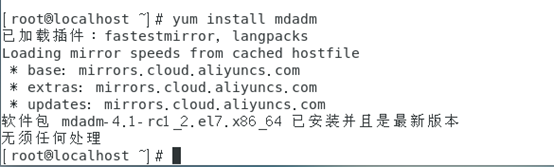 [root@localhost ~]# yum install mdadm
已加载插件：fastestmirror, langpacks
Loading mirror speeds from cached hostfile
 * base: mirrors.cloud.aliyuncs.com
 * extras: mirrors.cloud.aliyuncs.com
 * updates: mirrors.cloud.aliyuncs.com
软件包 mdadm-4.1-rc1_2.el7.x86_64 已安装并且是最新版本
无须任何处理
[root@localhost ~]#